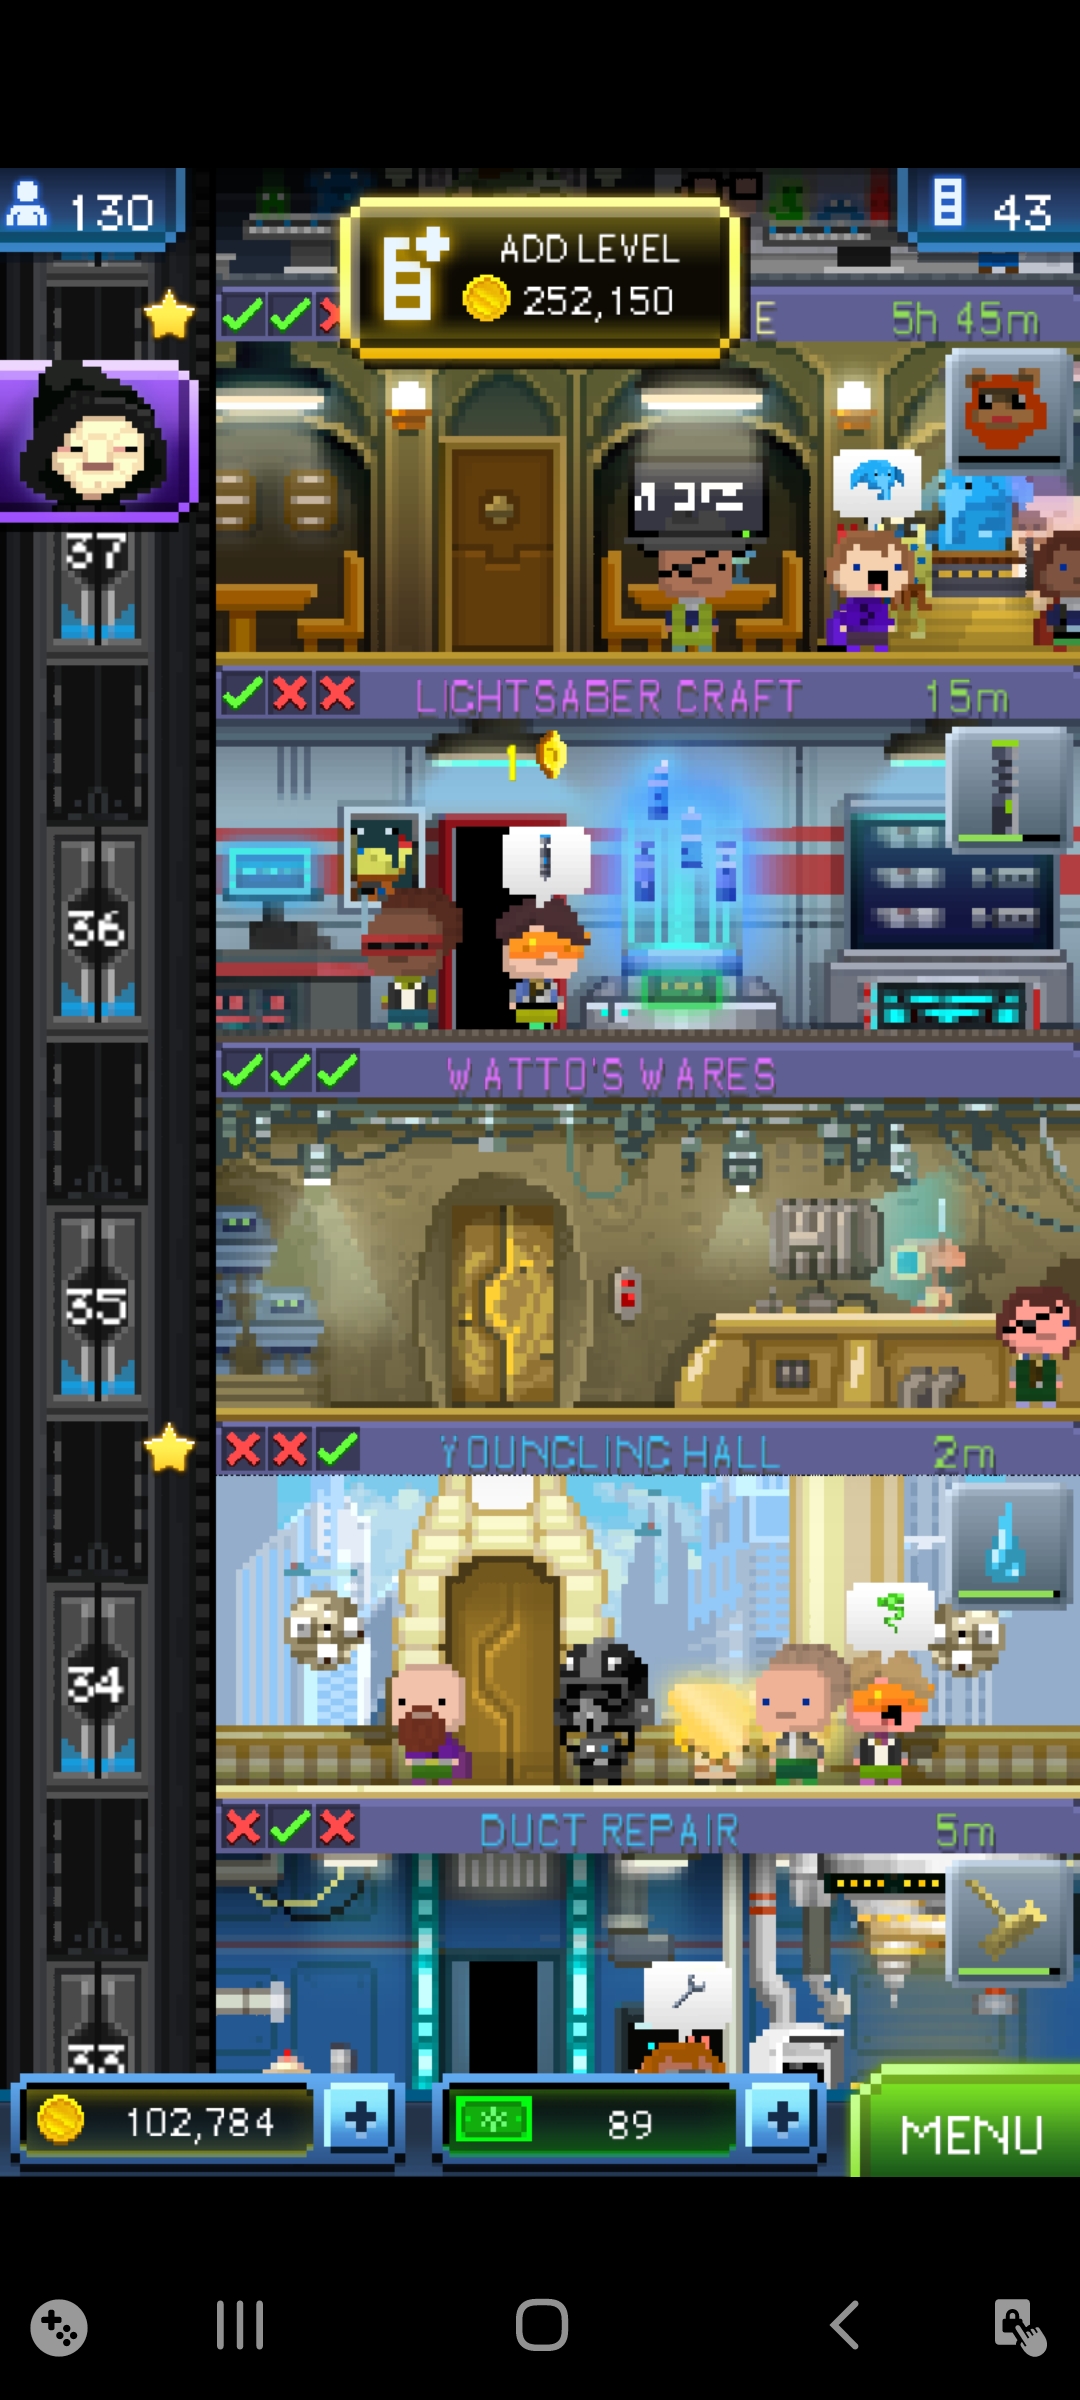 130
43
ADD LEVEL
252,150
E
5h 45m
37
LIGHTSABER CRAFT
15m
1
36
WATTO'S WARES
35
YOUNGLING HALL
2m
34
DUCT REPAIR
5m
33
102,784
89
MENU